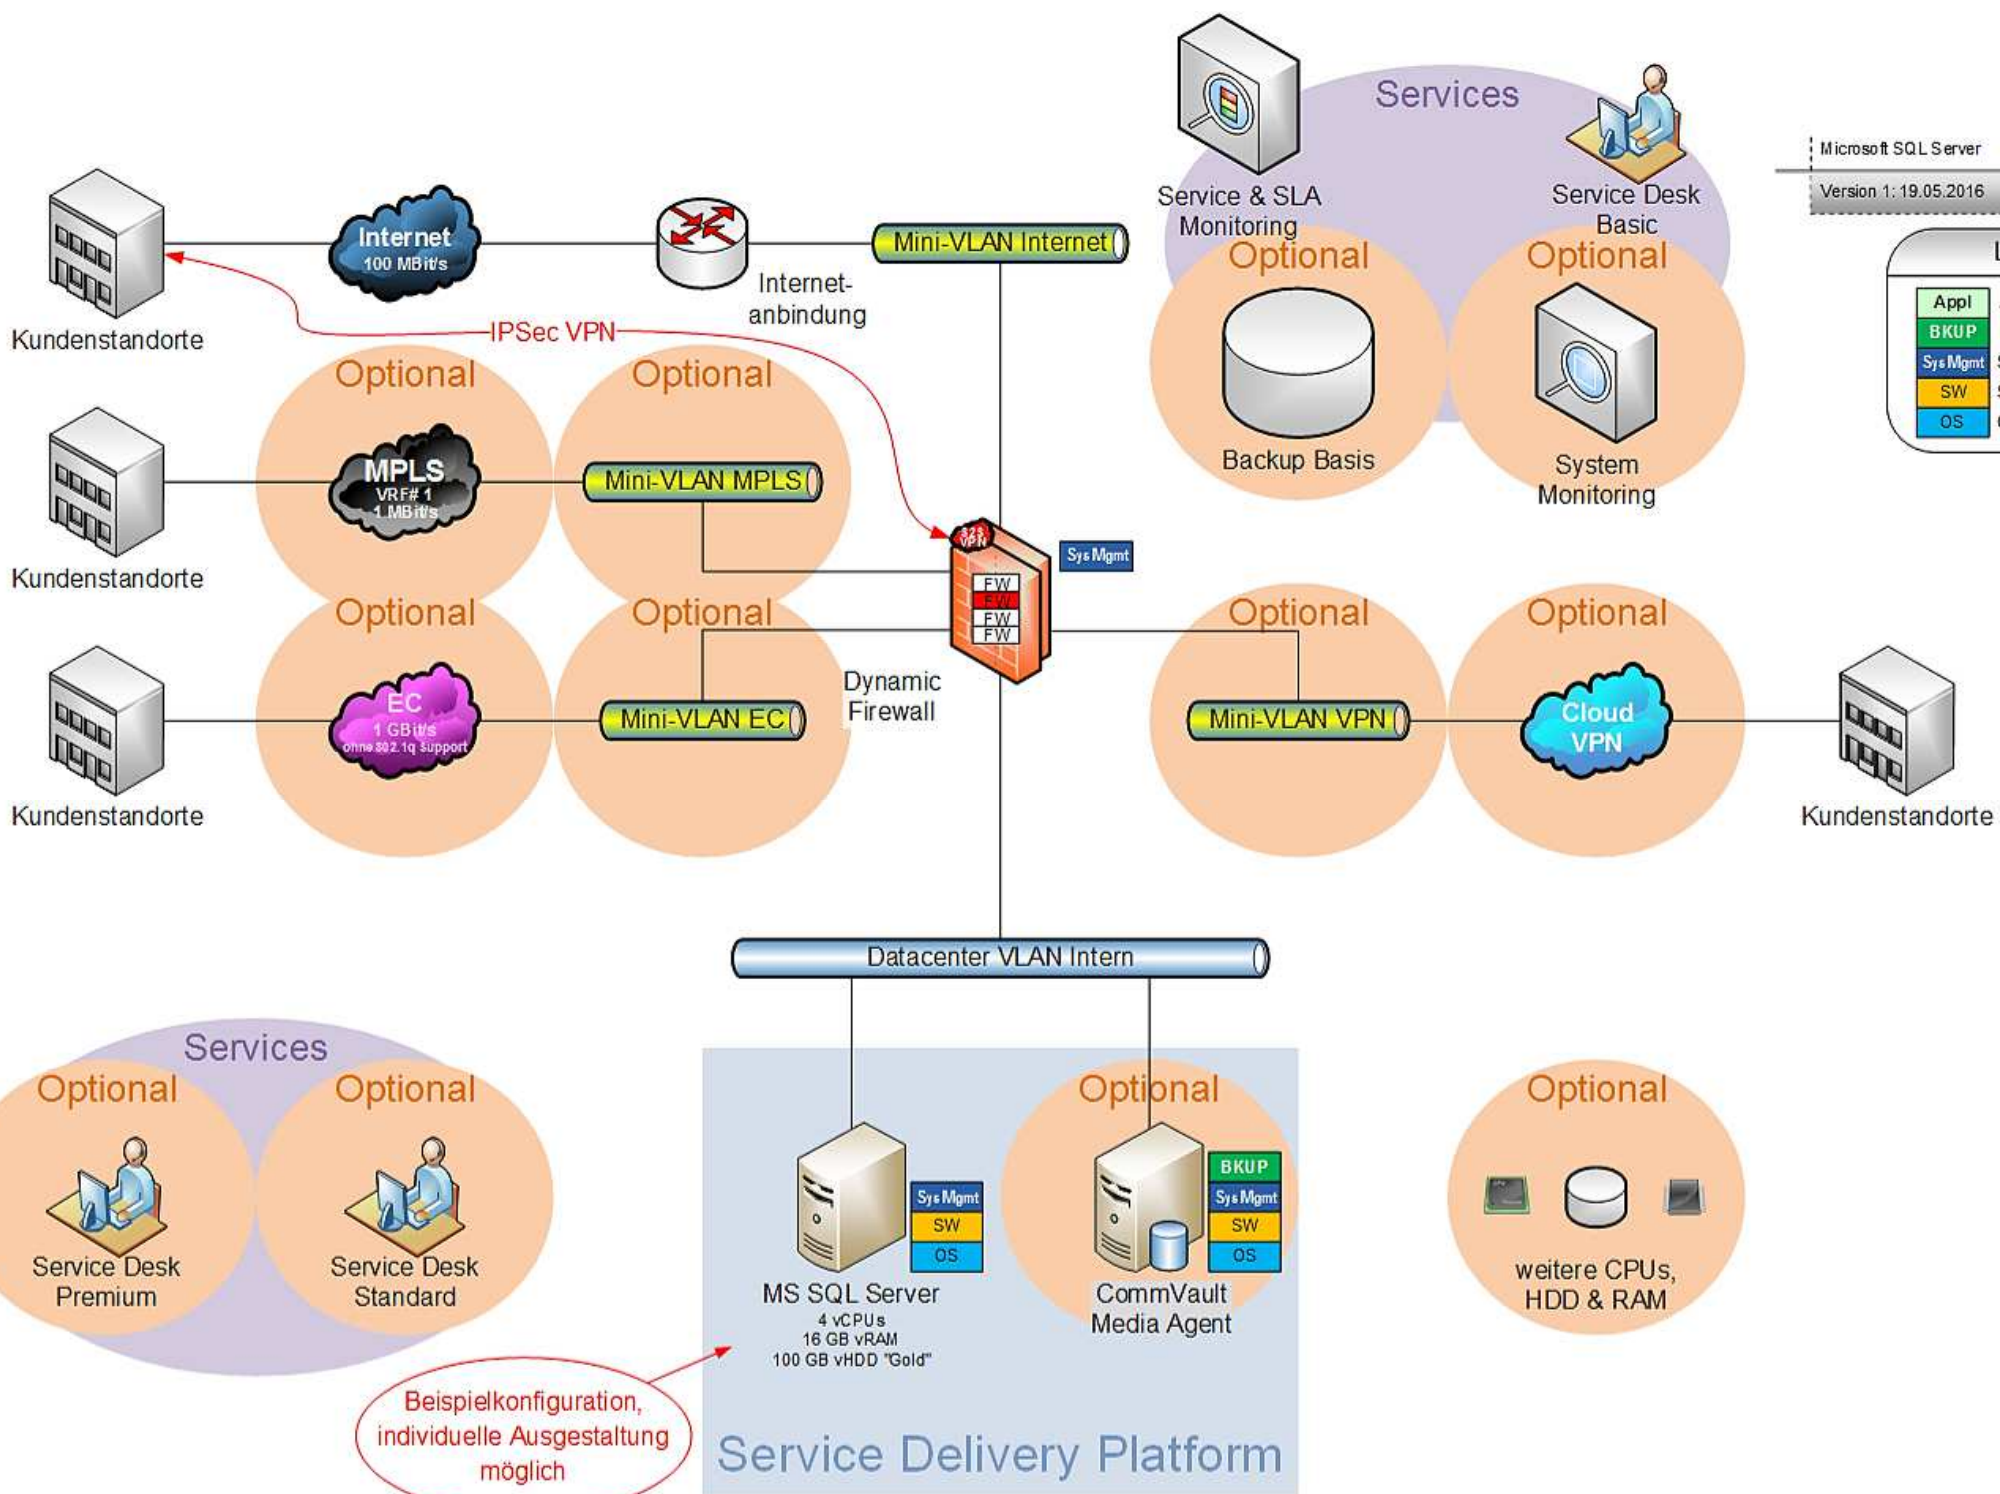 Services
Microsoft SQL Server
Version 1: 19.05.2016
Service & SLA
Monitoring
Service Desk
Basic
Internet
100 MBit/s
Mini-VLAN Internet
Internet-
anbindung
Kundenstandorte
IPSec VPN
Optional
Optional
Backup Basis
System
Monitoring
L
Appl
BKUP
Sys Mgmt
SW
OS
Optional
Optional
MPLS
VRF# 1
1 MBit/s
Mini-VLAN MPLS
Kundenstandorte
S2S
VPN
FW
FW
FW
FW
Sys Mgmt
Dynamic
Firewall
Optional
Optional
EC
1 GBit/s
ohne 802.1q Support
Mini-VLAN EC
Kundenstandorte
Optional
Optional
Mini-VLAN VPN
Cloud
VPN
Kundenstandorte
Datacenter VLAN Intern
Services
Optional
Optional
Service Desk
Premium
Service Desk
Standard
Sys Mgmt
SW
OS
MS SQL Server
4 vCPUs
16 GB vRAM
100 GB vHDD "Gold"
Optional
BKUP
Sys Mgmt
SW
OS
CommVault
Media Agent
Optional
weitere CPUs,
HDD & RAM
Beispielkonfiguration,
individuelle Ausgestaltung
möglich
Service Delivery Platform